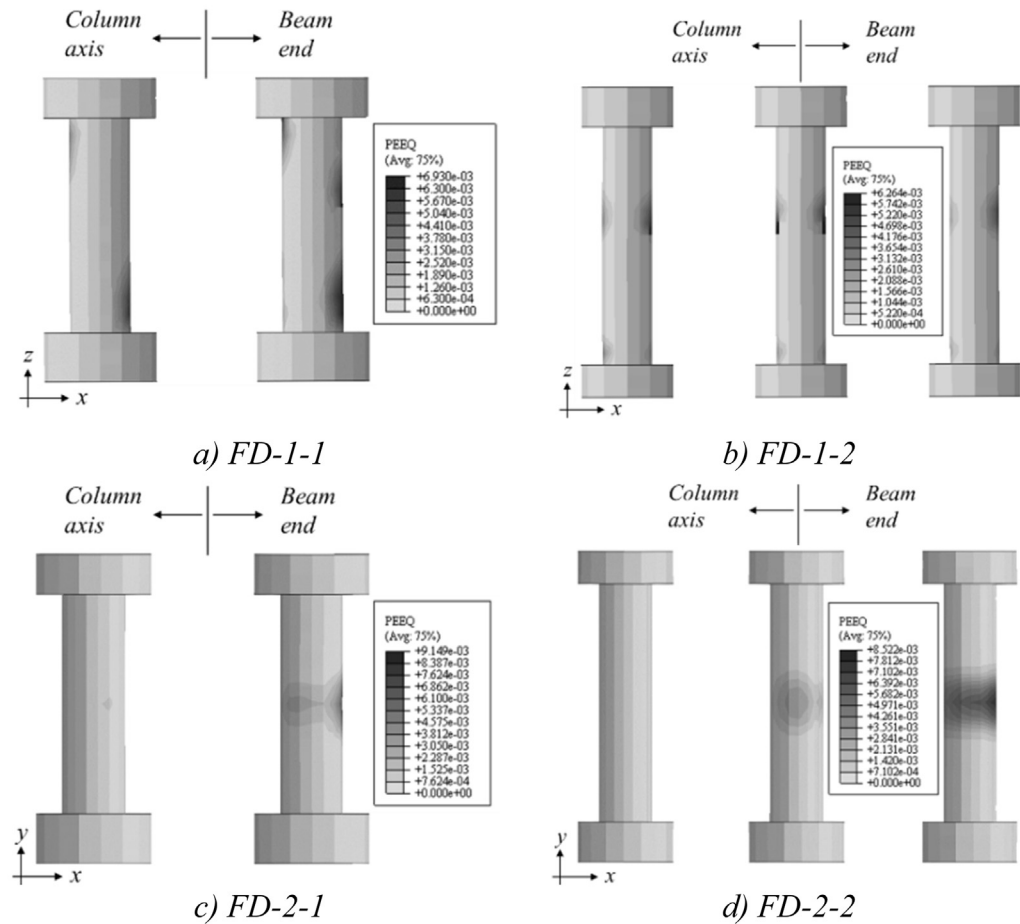 Column
axis
Beam
end
PEEQ
(Avg: 75%)
+6.930e-03
+6.300e-03
+5.670e-03
+5.040e-03
+4.410e-03
+3.780e-03
+3.150e-03
+2.520e-03
+1.890e-03
+1.260e-03
+6.300e-04
+0.000e+00
z
x
a) FD-1-1
Column
axis
Beam
end
PEEQ
(Avg: 75%)
+6.264e-03
+5.742e-03
+5.220e-03
+4.698e-03
+4.176e-03
+3.654e-03
+3.132e-03
+2.610e-03
+2.088e-03
+1.566e-03
+1.044e-03
+5.220e-04
+0.000e+00
z
x
b) FD-1-2
Column
axis
Beam
end
PEEQ
(Avg: 75%)
+9.149e-03
+8.387e-03
+7.624e-03
+6.862e-03
+6.100e-03
+5.337e-03
+4.575e-03
+3.812e-03
+3.050e-03
+2.287e-03
+1.525e-03
+7.624e-04
+0.000e+00
y
x
c) FD-2-1
Column
axis
Beam
end
PEEQ
(Avg: 75%)
+8.522e-03
+7.812e-03
+7.102e-03
+6.392e-03
+5.682e-03
+4.971e-03
+4.261e-03
+3.551e-03
+2.841e-03
+2.131e-03
+1.420e-03
+7.102e-04
+0.000e+00
y
x
d) FD-2-2